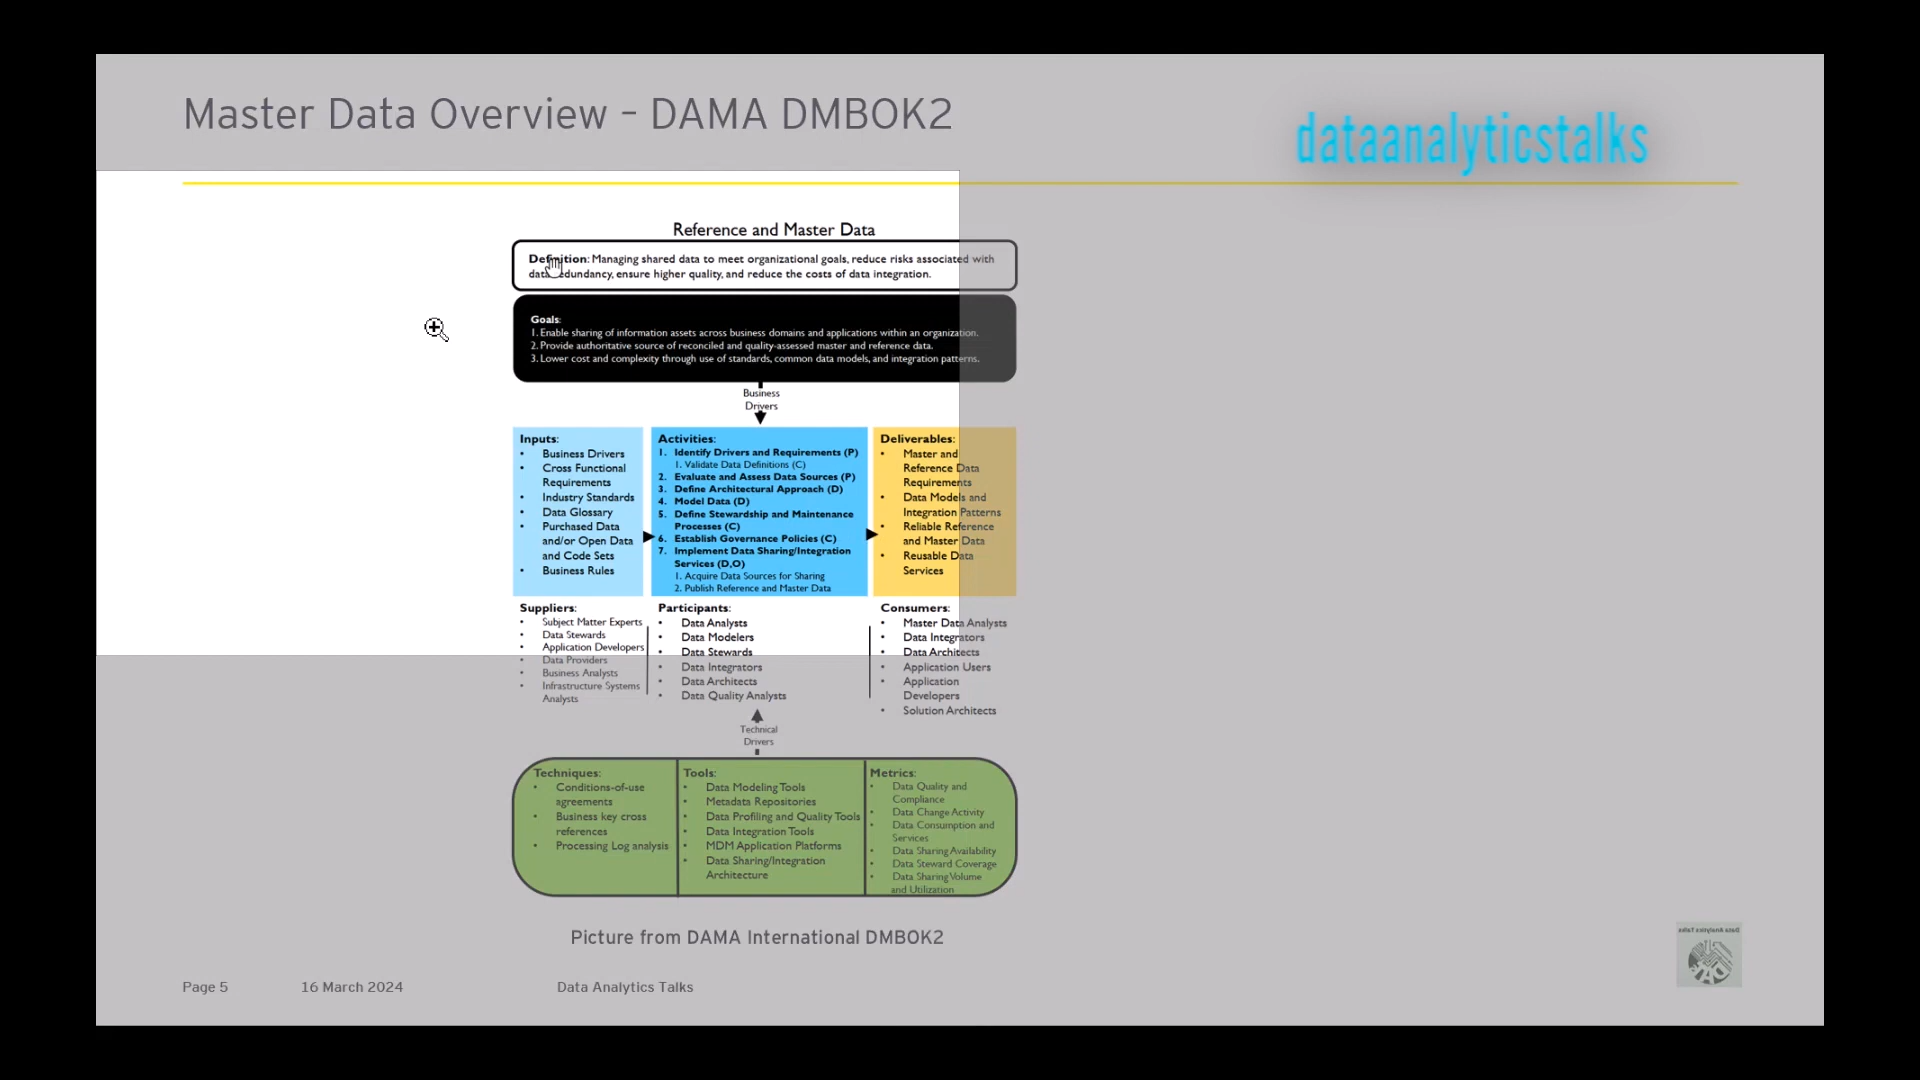 Master Data Overview – DAMA DMBOK2
dataanalyticstalks
Reference and Master Data
Definition: Managing shared data to meet organizational goals, reduce risks associated with
data redundancy, ensure higher quality, and reduce the costs of data integration.
Goals:
1. Enable sharing of information assets across business domains and applications within an organization.
2. Provide authoritative source of reconciled and quality-assessed master and reference data.
3. Lower cost and complexity through use of standards, common data models, and integration patterns.
Business
Drivers
Inputs:
• Business Drivers
• Cross Functional
Requirements
• Industry Standards
• Data Glossary
• Purchased Data
and/or Open Data
and Code Sets
• Business Rules
Activities:
1. Identify Drivers and Requirements (P)
1. Validate Data Definitions (C)
2. Evaluate and Assess Data Sources (P)
3. Define Architectural Approach (D)
4. Model Data (D)
5. Define Stewardship and Maintenance
Processes (C)
6. Establish Governance Policies (C)
7. Implement Data Sharing/Integration
Services (D,O)
1. Acquire Data Sources for Sharing
2. Publish Reference and Master Data
Deliverables:
• Master and
Reference Data
Requirements
• Data Models and
Integration Patterns
• Reliable Reference
and Master Data
• Reusable Data
Services
Suppliers:
• Subject Matter Experts
• Data Stewards
• Application Developers
• Data Providers
• Business Analysts
• Infrastructure Systems
Analysts
Participants:
• Data Analysts
• Data Modelers
• Data Stewards
• Data Integrators
• Data Architects
• Data Quality Analysts
Consumers:
• Master Data Analysts
• Data Integrators
• Data Architects
• Application Users
• Application
Developers
• Solution Architects
Technical
Drivers
Techniques:
• Conditions-of-use
agreements
• Business key cross
references
• Processing Log analysis
Tools:
• Data Modeling Tools
• Metadata Repositories
• Data Profiling and Quality Tools
• Data Integration Tools
• MDM Application Platforms
• Data Sharing/Integration
Architecture
Metrics:
• Data Quality and
Compliance
• Data Change Activity
• Data Consumption and
Services
• Data Sharing Availability
• Data Steward Coverage
• Data Sharing Volume
and Utilization
Picture from DAMA International DMBOK2
Data Analytics Talks
DAT
Page 5
16 March 2024
Data Analytics Talks